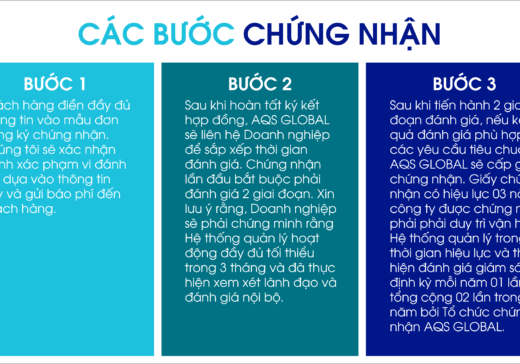 CÁC BƯỚC CHỨNG NHẬN
BƯỚC 1
ách hàng điền đầy đủ
ng tin vào mẫu đơn
ng ký chứng nhận.
úng tôi sẽ xác nhận
nh xác phạm vi đánh
dựa vào thông tin
y và gửi báo phí đến
ách hàng.
BƯỚC 2
Sau khi hoàn tất ký kết
hợp đồng, AQS GLOBAL
sẽ liên hệ Doanh nghiệp
để sắp xếp thời gian
đánh giá. Chứng nhận
lần đầu bắt buộc phải
đánh giá 2 giai đoạn. Xin
lưu ý rằng, Doanh nghiệp
sẽ phải chứng minh rằng
Hệ thống quản lý hoạt
động đầy đủ tối thiểu
trong 3 tháng và đã thực
hiện xem xét lãnh đạo và
đánh giá nội bộ.
BƯỚC 3
Sau khi tiến hành 2 gia
đoạn đánh giá, nếu k
quả đánh giá phù hợp
các yêu cầu tiêu chu
AQS GLOBAL sẽ cấp g
chứng nhận. Giấy chứ
nhận có hiệu lực 03 n
công ty được chứng n
phải phải duy trì vận h
Hệ thống quản lý tron
thời gian hiệu lực và th
hiện đánh giá giám sá
định kỳ mỗi năm 01 lần
tổng cộng 02 lần tron
năm bởi Tổ chức chứn
nhận AQS GLOBAL.